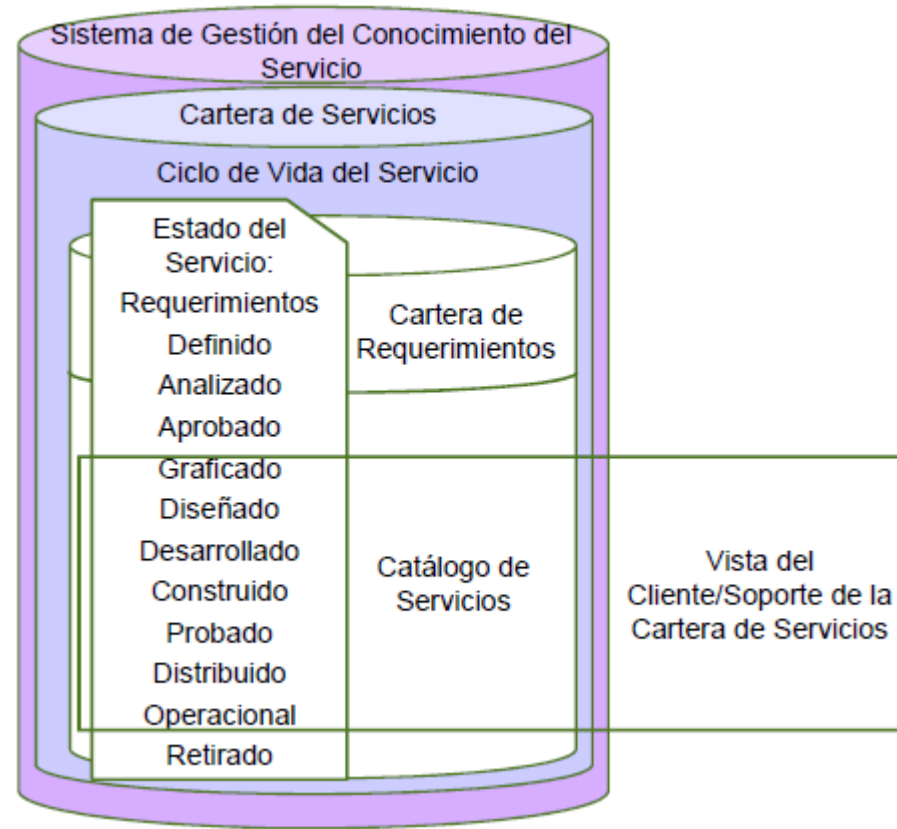 Sistema de Gestión del Conocimiento del
Servicio
Cartera de Servicios
Ciclo de Vida del Servicio
Estado del
Servicio:
Requerimientos
Definido
Analizado
Aprobado
Graficado
Diseñado
Desarrollado
Construido
Probado
Distribuido
Operacional
Retirado
Cartera de
Requerimientos
Catálogo de
Servicios
Vista del
Cliente/Soporte de la
Cartera de Servicios